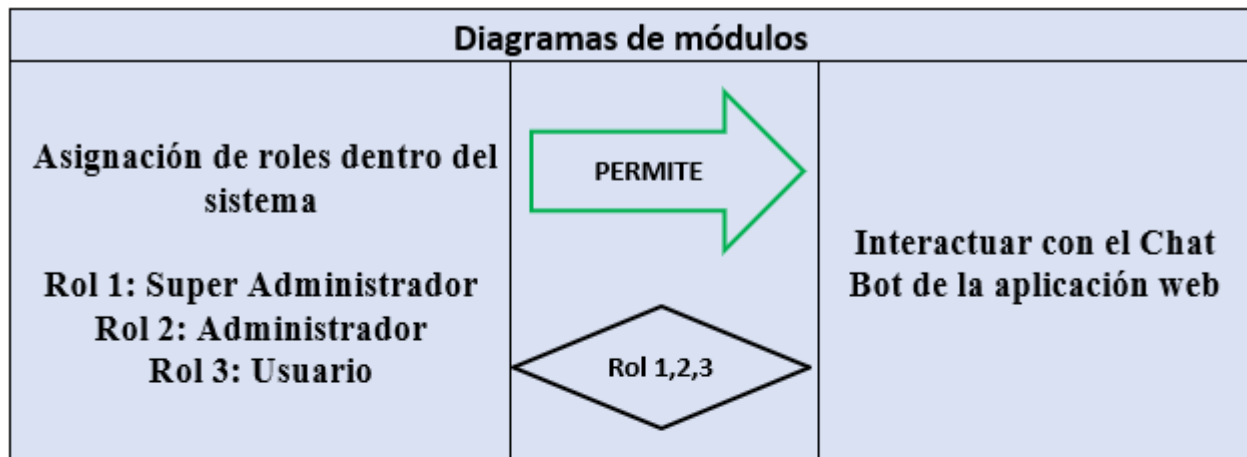 Diagramas de módulos
Asignación de roles dentro del
sistema
Rol 1: Super Administrador
Rol 2: Administrador
Rol 3: Usuario
PERMITE
Rol 1,2,3
Interactuar con el Chat
Bot de la aplicación web